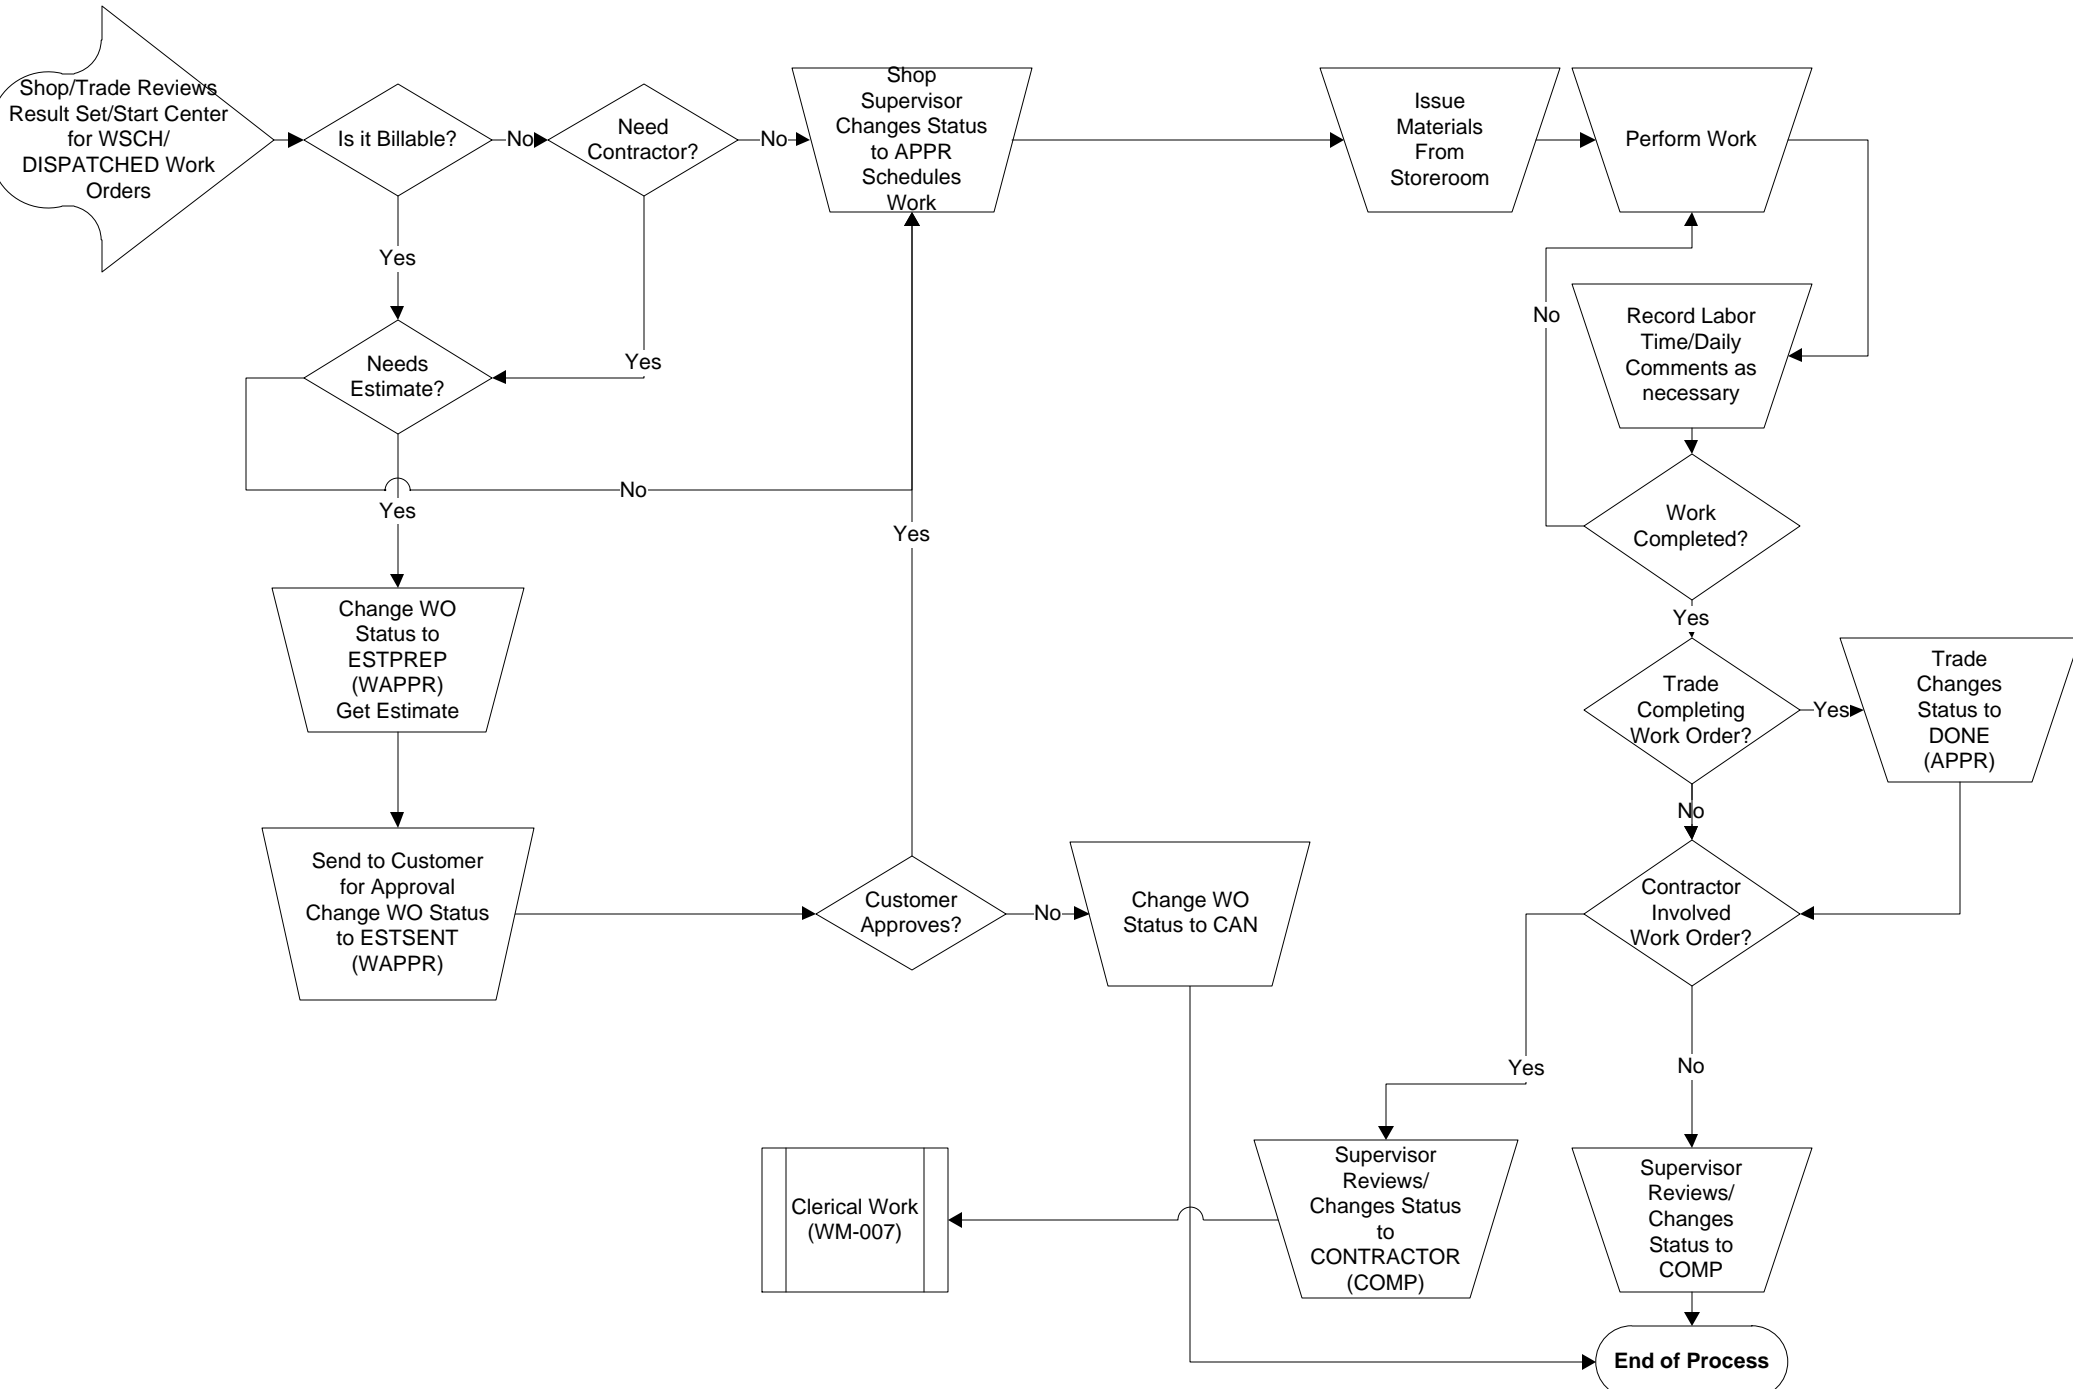 Shop/Trade Reviews
Result Set/Start Center
for WSCH/
DISPATCHED Work
Orders
Is it Billable?
No
Need
Contractor?
No
Shop
Supervisor
Changes Status
to APPR
Schedules
Work
Issue
Materials
From
Storeroom
Perform Work
Yes
Yes
Needs
Estimate?
No
Yes
No
Record Labor
Time/Daily
Comments as
necessary
Work
Completed?
Yes
Change WO
Status to
ESTPREP
(WAPPR)
Get Estimate
Yes
Trade
Completing
Work Order?
Yes
Trade
Changes
Status to
DONE
(APPR)
No
Send to Customer
for Approval
Change WO Status
to ESTSENT
(WAPPR)
Customer
Approves?
No
Change WO
Status to CAN
Contractor
Involved
Work Order?
Yes
No
Clerical Work
(WM-007)
Supervisor
Reviews/
Changes Status
to
CONTRACTOR
(COMP)
Supervisor
Reviews/
Changes
Status to
COMP
End of Process